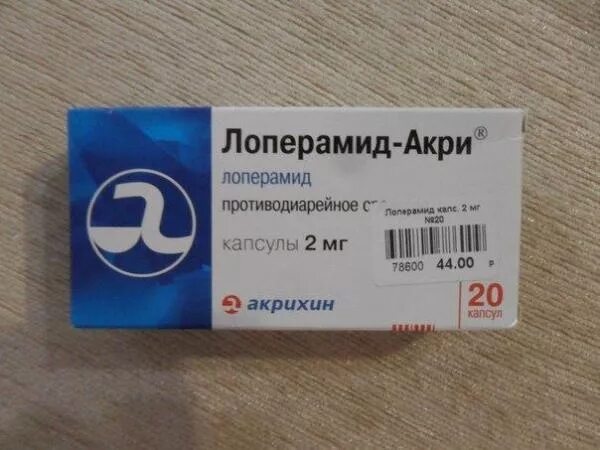 Лоперамид-Акри®
лоперамид
противодиарейное
капсулы 2 мг
Лоперамид капс. 2 мг
№20
78600 44.00 Р
акрихин
20
капсул